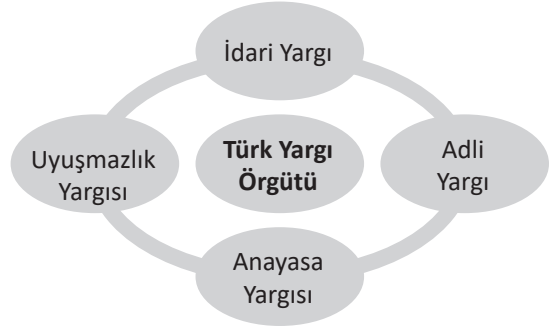 İdari Yargı
Uyuşmazlık
Yargısı
Türk Yargı
Örgütü
Adli
Yargı
Anayasa
Yargısı